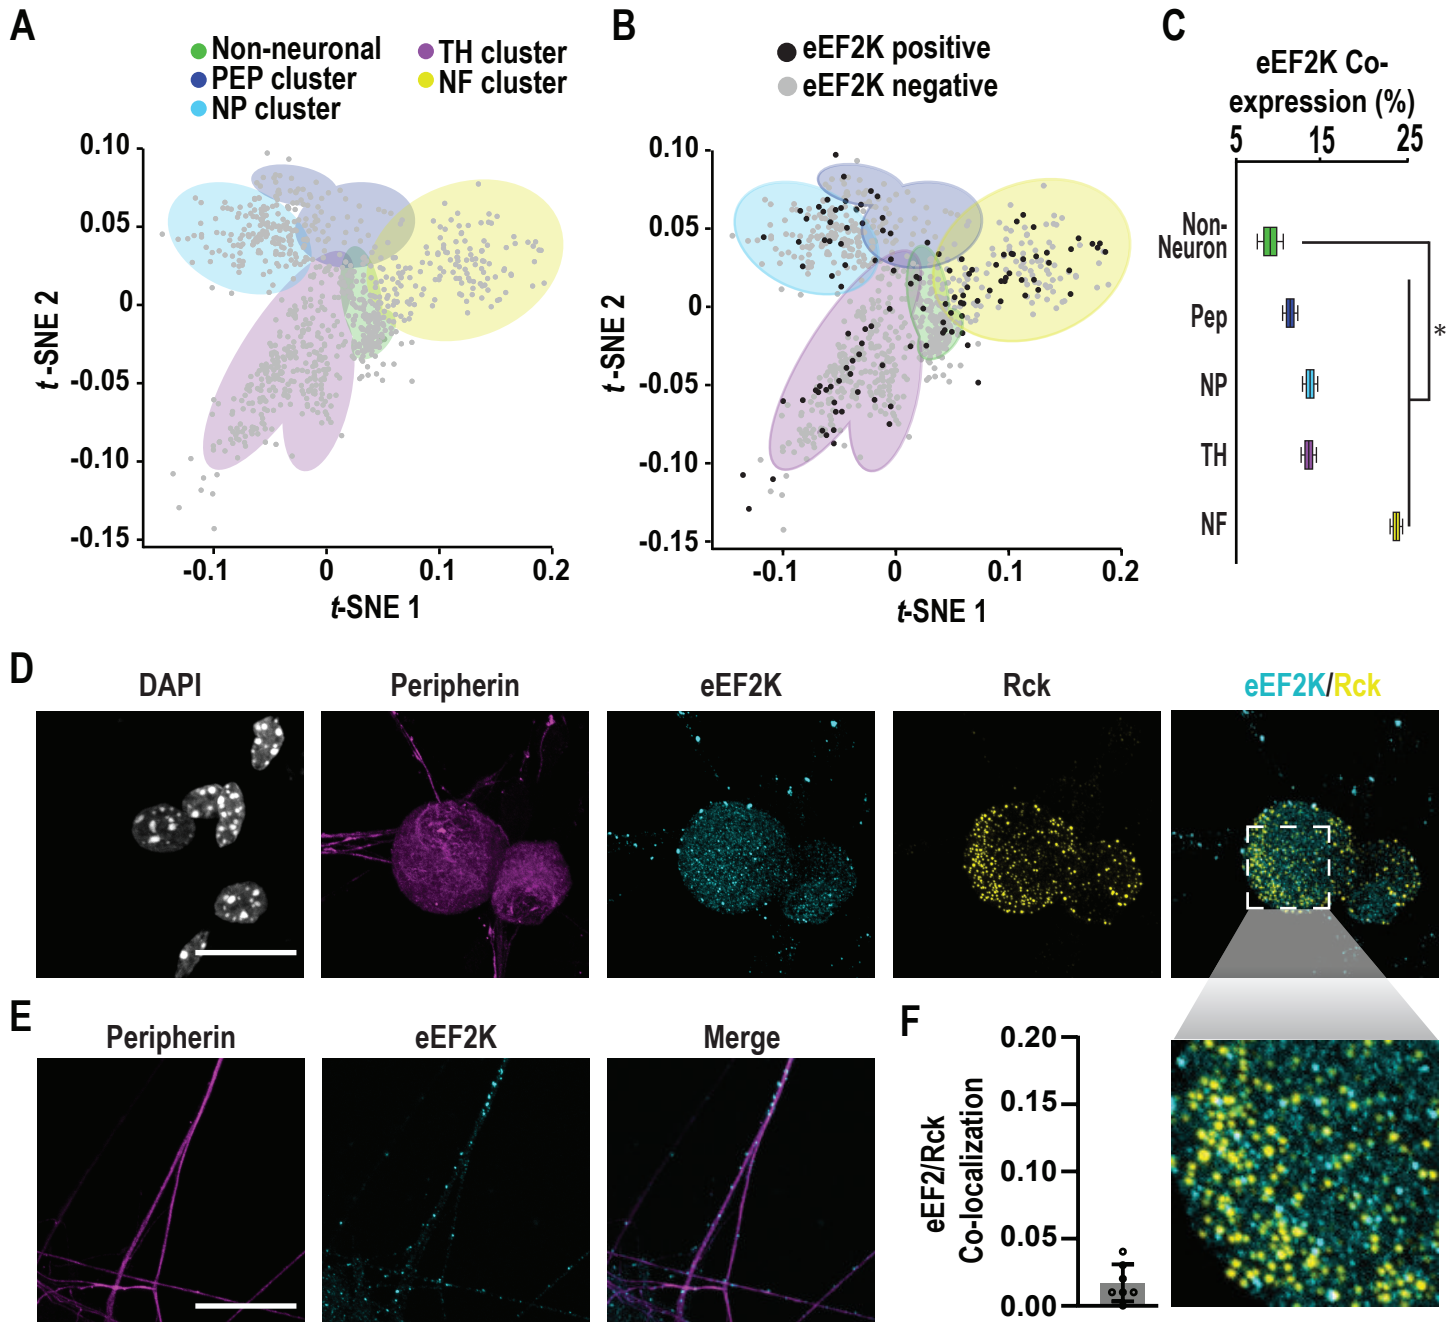 A
Non-neuronal
PEP cluster
NP cluster
TH cluster
NF cluster
0.10
0.05
0
-0.05
-0.10
-0.15
t-SNE 2
-0.1
0
0.1
0.2
t-SNE 1
B
eEF2K positive
eEF2K negative
0.10
0.05
0
-0.05
-0.10
-0.15
t-SNE 2
-0.1
0
0.1
0.2
t-SNE 1
C
eEF2K Co-
expression (%)
5
15
25
Non-
Neuron
Pep
NP
TH
NF
*
D
DAPI
Peripherin
eEF2K
Rck
eEF2K/Rck
E
Peripherin
eEF2K
Merge
F
eEF2/Rck
Co-localization
0.20
0.15
0.10
0.05
0.00